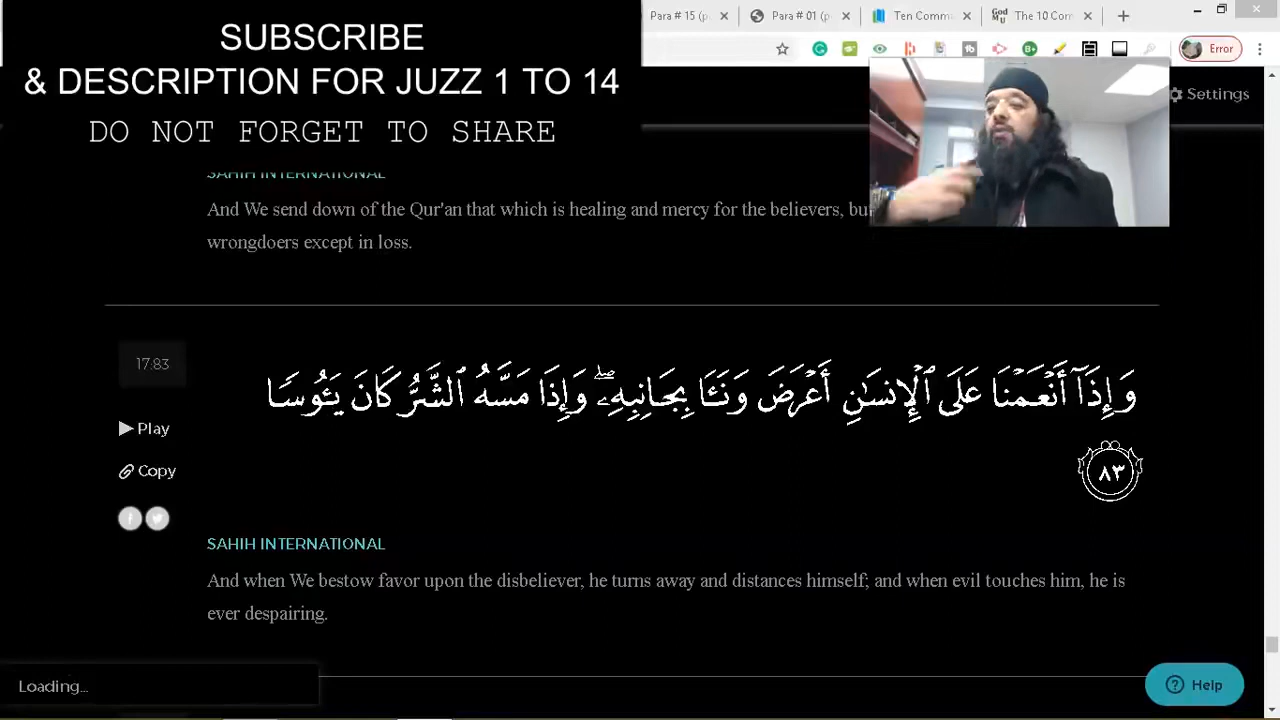 SUBSCRIBE
& DESCRIPTION FOR JUZZ 1 TO 14
DO NOT FORGET TO SHARE
Para # 15 (p
Para # 01 (p
Ten Comm
The 10 Com
Error
Settings
SAHIH INTERNATIONAL
And We send down of the Qur'an that which is healing and mercy for the believers, bu
wrongdoers except in loss.
17:83
وَإِذَآ أَنْعَمْنَا عَلَى ٱلْإِنسَـٰنِ أَعْرَضَ وَنَـَٔا بِجَانِبِهِۦ ۖ وَإِذَا مَسَّهُ ٱلشَّرُّ كَانَ يَـُٔوسًا
٨٣
Play
Copy
SAHIH INTERNATIONAL
And when We bestow favor upon the disbeliever, he turns away and distances himself; and when evil touches him, he is
ever despairing.
Loading...
Help